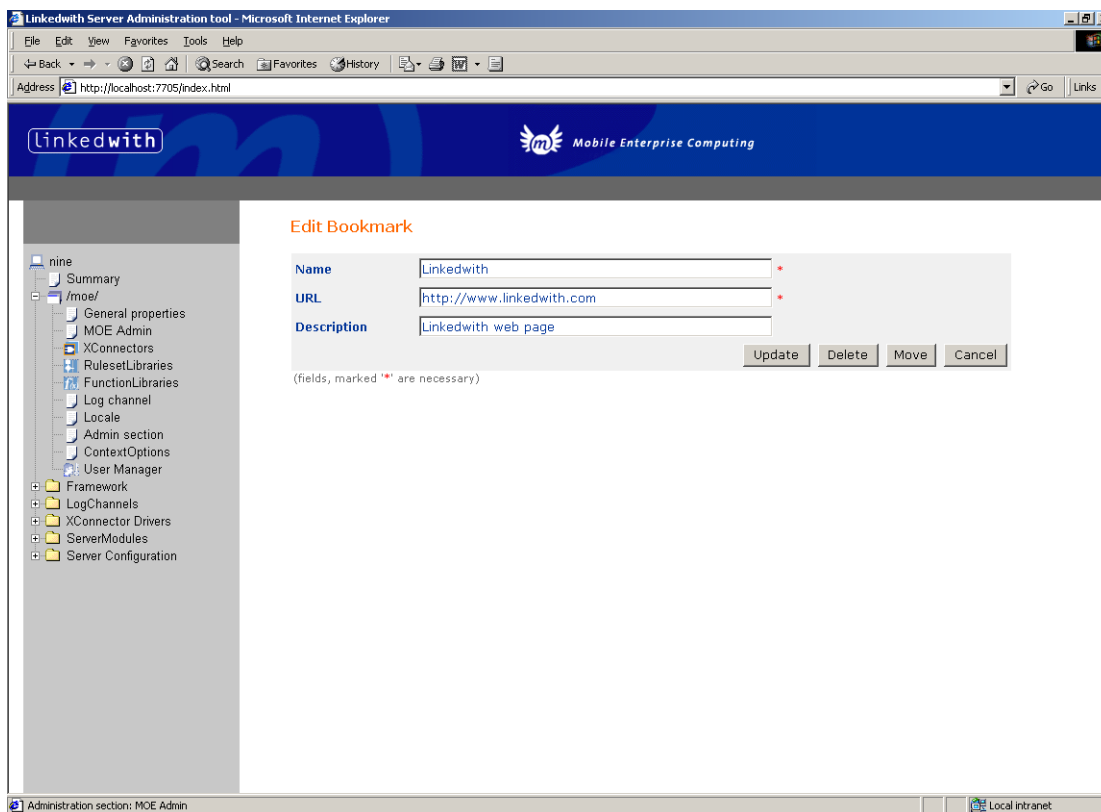 Linkedwith Server Administration tool - Microsoft Internet Explorer
File Edit View Favorites Tools Help
Back Search Favorites History
Address http://localhost:7705/index.html Go Links
linkedwith
m Mobile Enterprise Computing
Edit Bookmark
nine
Summary
/moe/
General properties
MOE Admin
XConnectors
RulesetLibraries
FunctionLibraries
Log channel
Locale
Admin section
ContextOptions
User Manager
Framework
LogChannels
XConnector Drivers
ServerModules
Server Configuration
Name Linkedwith *
URL http://www.linkedwith.com *
Description Linkedwith web page
Update Delete Move Cancel
(fields, marked '*' are necessary)
Administration section: MOE Admin Local intranet